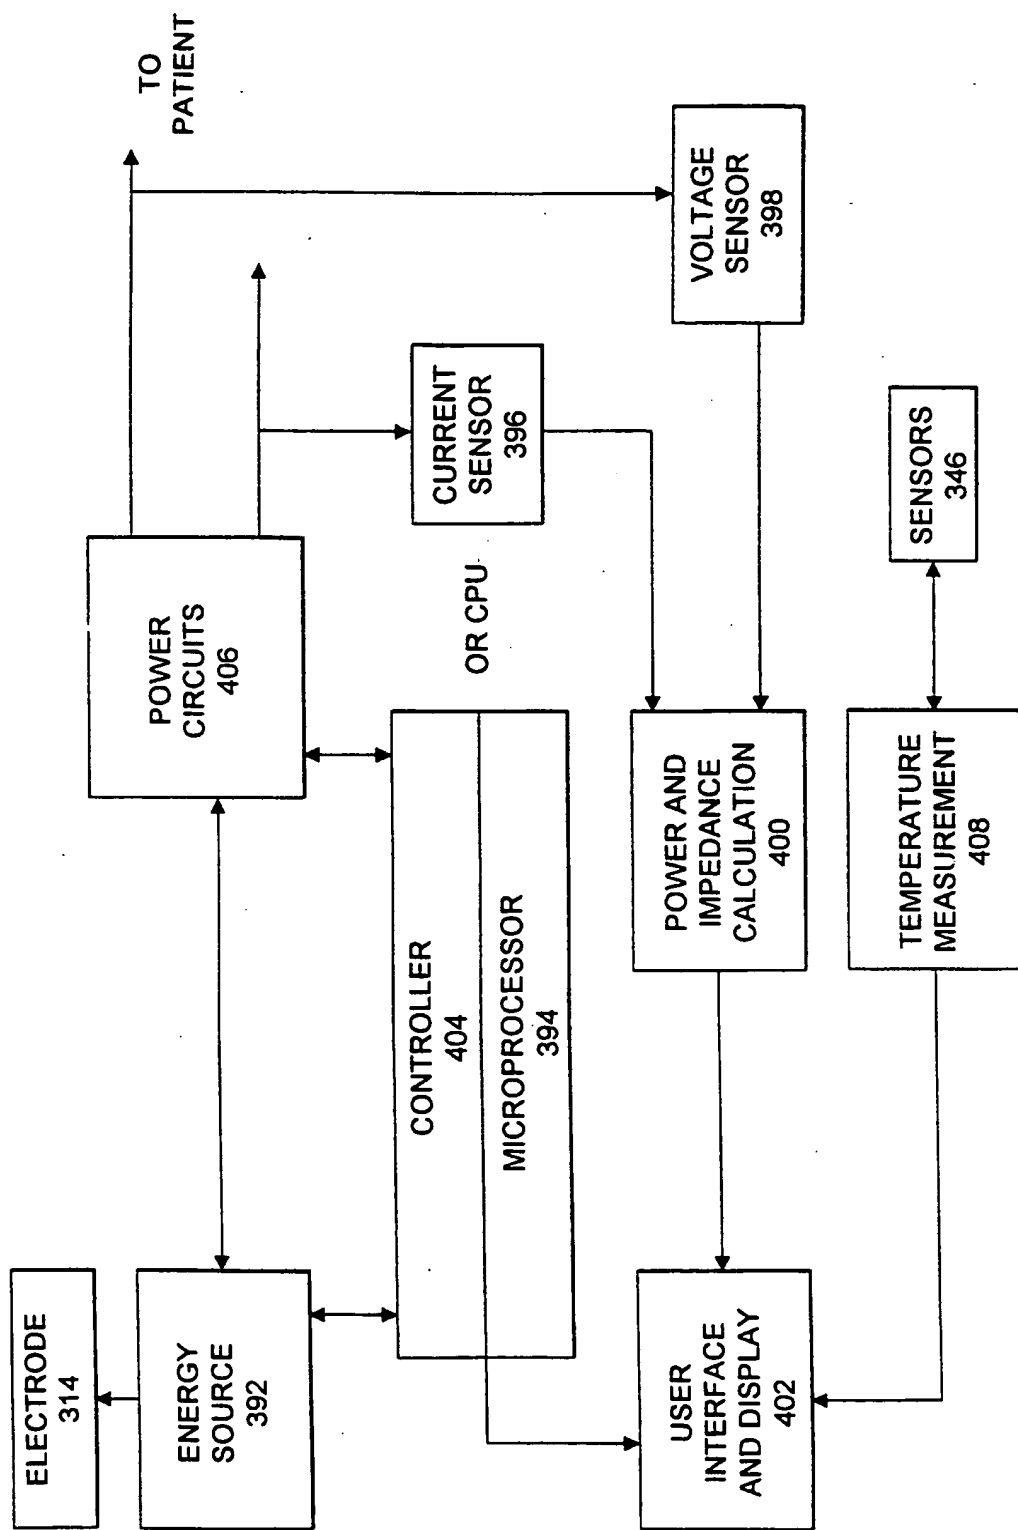 ELECTRODE
314
ENERGY
SOURCE
392
POWER
CIRCUITS
406
TO
PATIENT
CONTROLLER
404
MICROPROCESSOR
394
OR CPU
CURRENT
SENSOR
396
VOLTAGE
SENSOR
398
USER
INTERFACE
AND DISPLAY
402
POWER AND
IMPEDANCE
CALCULATION
400
TEMPERATURE
MEASUREMENT
408
SENSORS
346